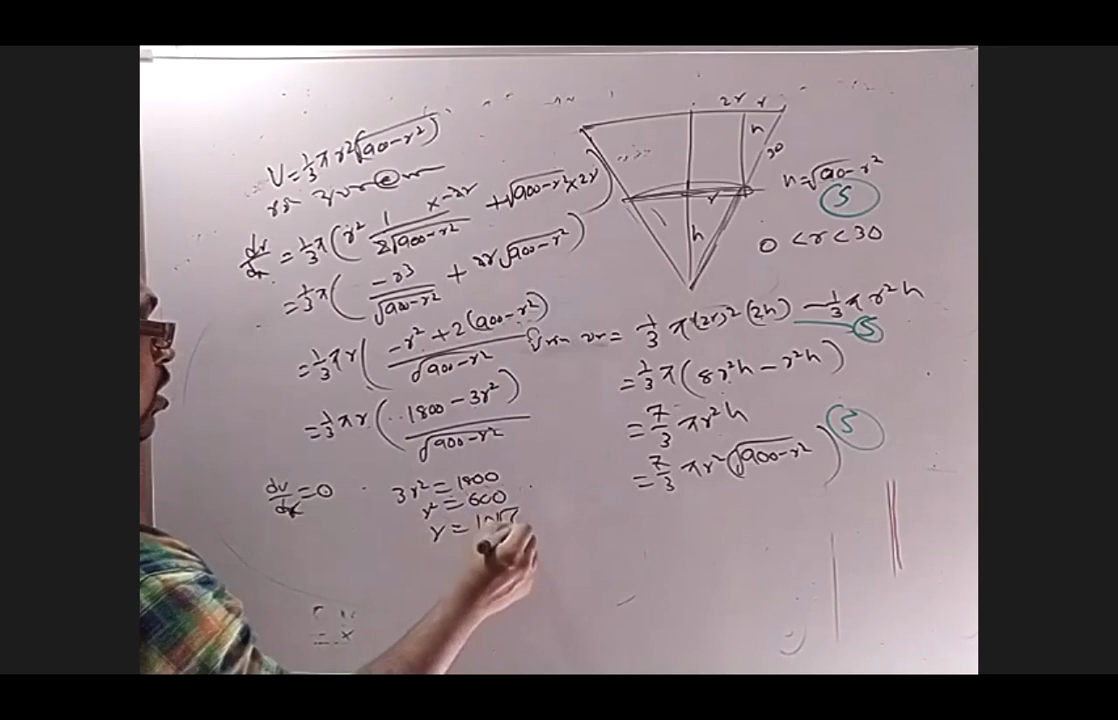 V = 1/3 π r² √(900-r²)
dv/dx = 1/3 π ( r² 1/(2√(900-r²)) x -2r + √900-r² x 2r )
= 1/3 π ( -r³/√(900-r²) + 2r √900-r² )
= 1/3 π r ( (-r² + 2(900-r²))/√(900-r²) )
= 1/3 π r ( (1800 - 3r²)/√(900-r²) )
dv/dx = 0
3r² = 1800
r² = 600
r =
2r r
h
30
r
h
h = √900-r²
5
0 < r < 30
= 1/3 π (2r)² (2h) - 1/3 π r² h
5
= 1/3 π (8r²h - r²h)
= 7/3 π r² h
= 7/3 π r² (√900-r²)
5